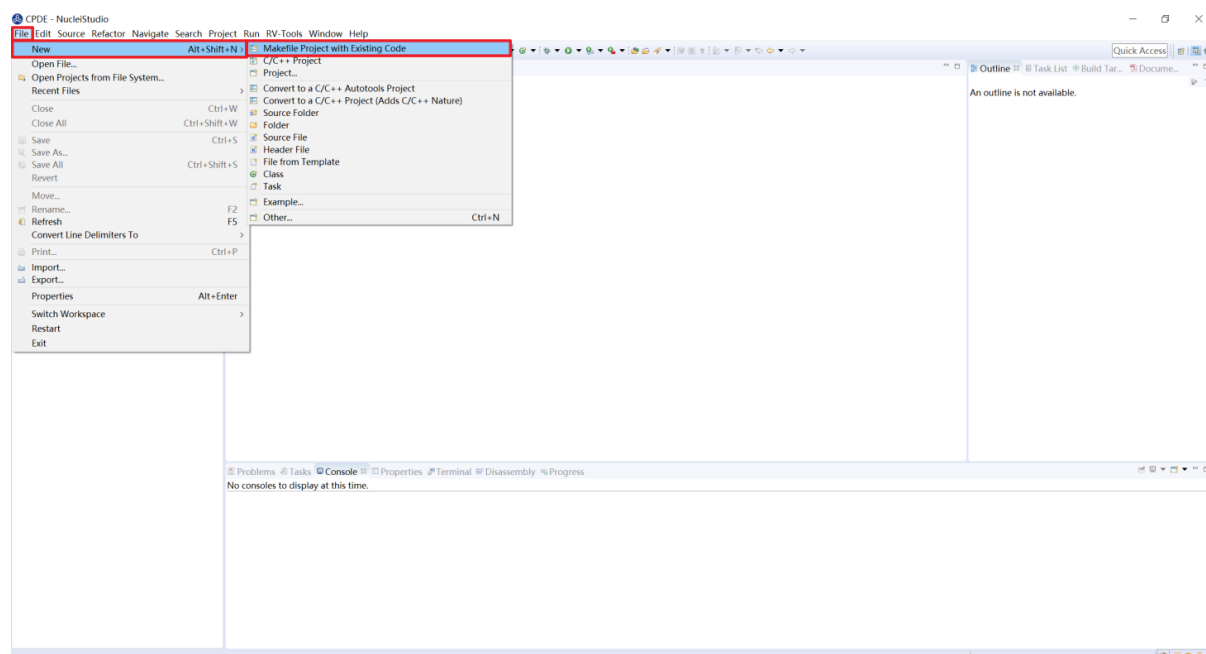 CPDE - NucleiStudio
File Edit Source Refactor Navigate Search Project Run RV-Tools Window Help
New Alt+Shift+N >
Open File...
Open Projects from File System...
Recent Files >
Close Ctrl+W
Close All Ctrl+Shift+W
Save Ctrl+S
Save As...
Save All Ctrl+Shift+S
Revert
Move...
Rename... F2
Refresh F5
Convert Line Delimiters To >
Print... Ctrl+P
Import...
Export...
Properties Alt+Enter
Switch Workspace >
Restart
Exit
Makefile Project with Existing Code
C/C++ Project
Project...
Convert to a C/C++ Autotools Project
Convert to a C/C++ Project (Adds C/C++ Nature)
Source Folder
Folder
Source File
Header File
File from Template
Class
Task
Example...
Other... Ctrl+N
Quick Access
Outline Task List Build Tar... Docume...
An outline is not available.
Problems Tasks Console Properties Terminal Disassembly Progress
No consoles to display at this time.